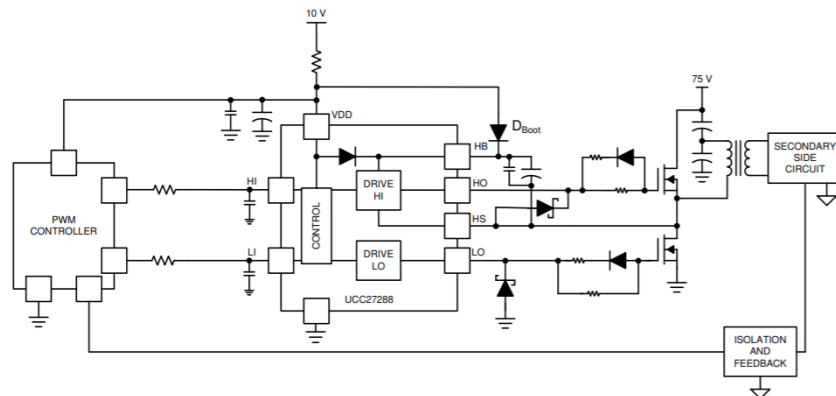 10 V
75 V
VDD
D_Boot
HB
SECONDARY
SIDE
CIRCUIT
HI
DRIVE
HI
HO
PWM
CONTROLLER
CONTROL
HS
LI
DRIVE
LO
LO
UCC27288
ISOLATION
AND
FEEDBACK